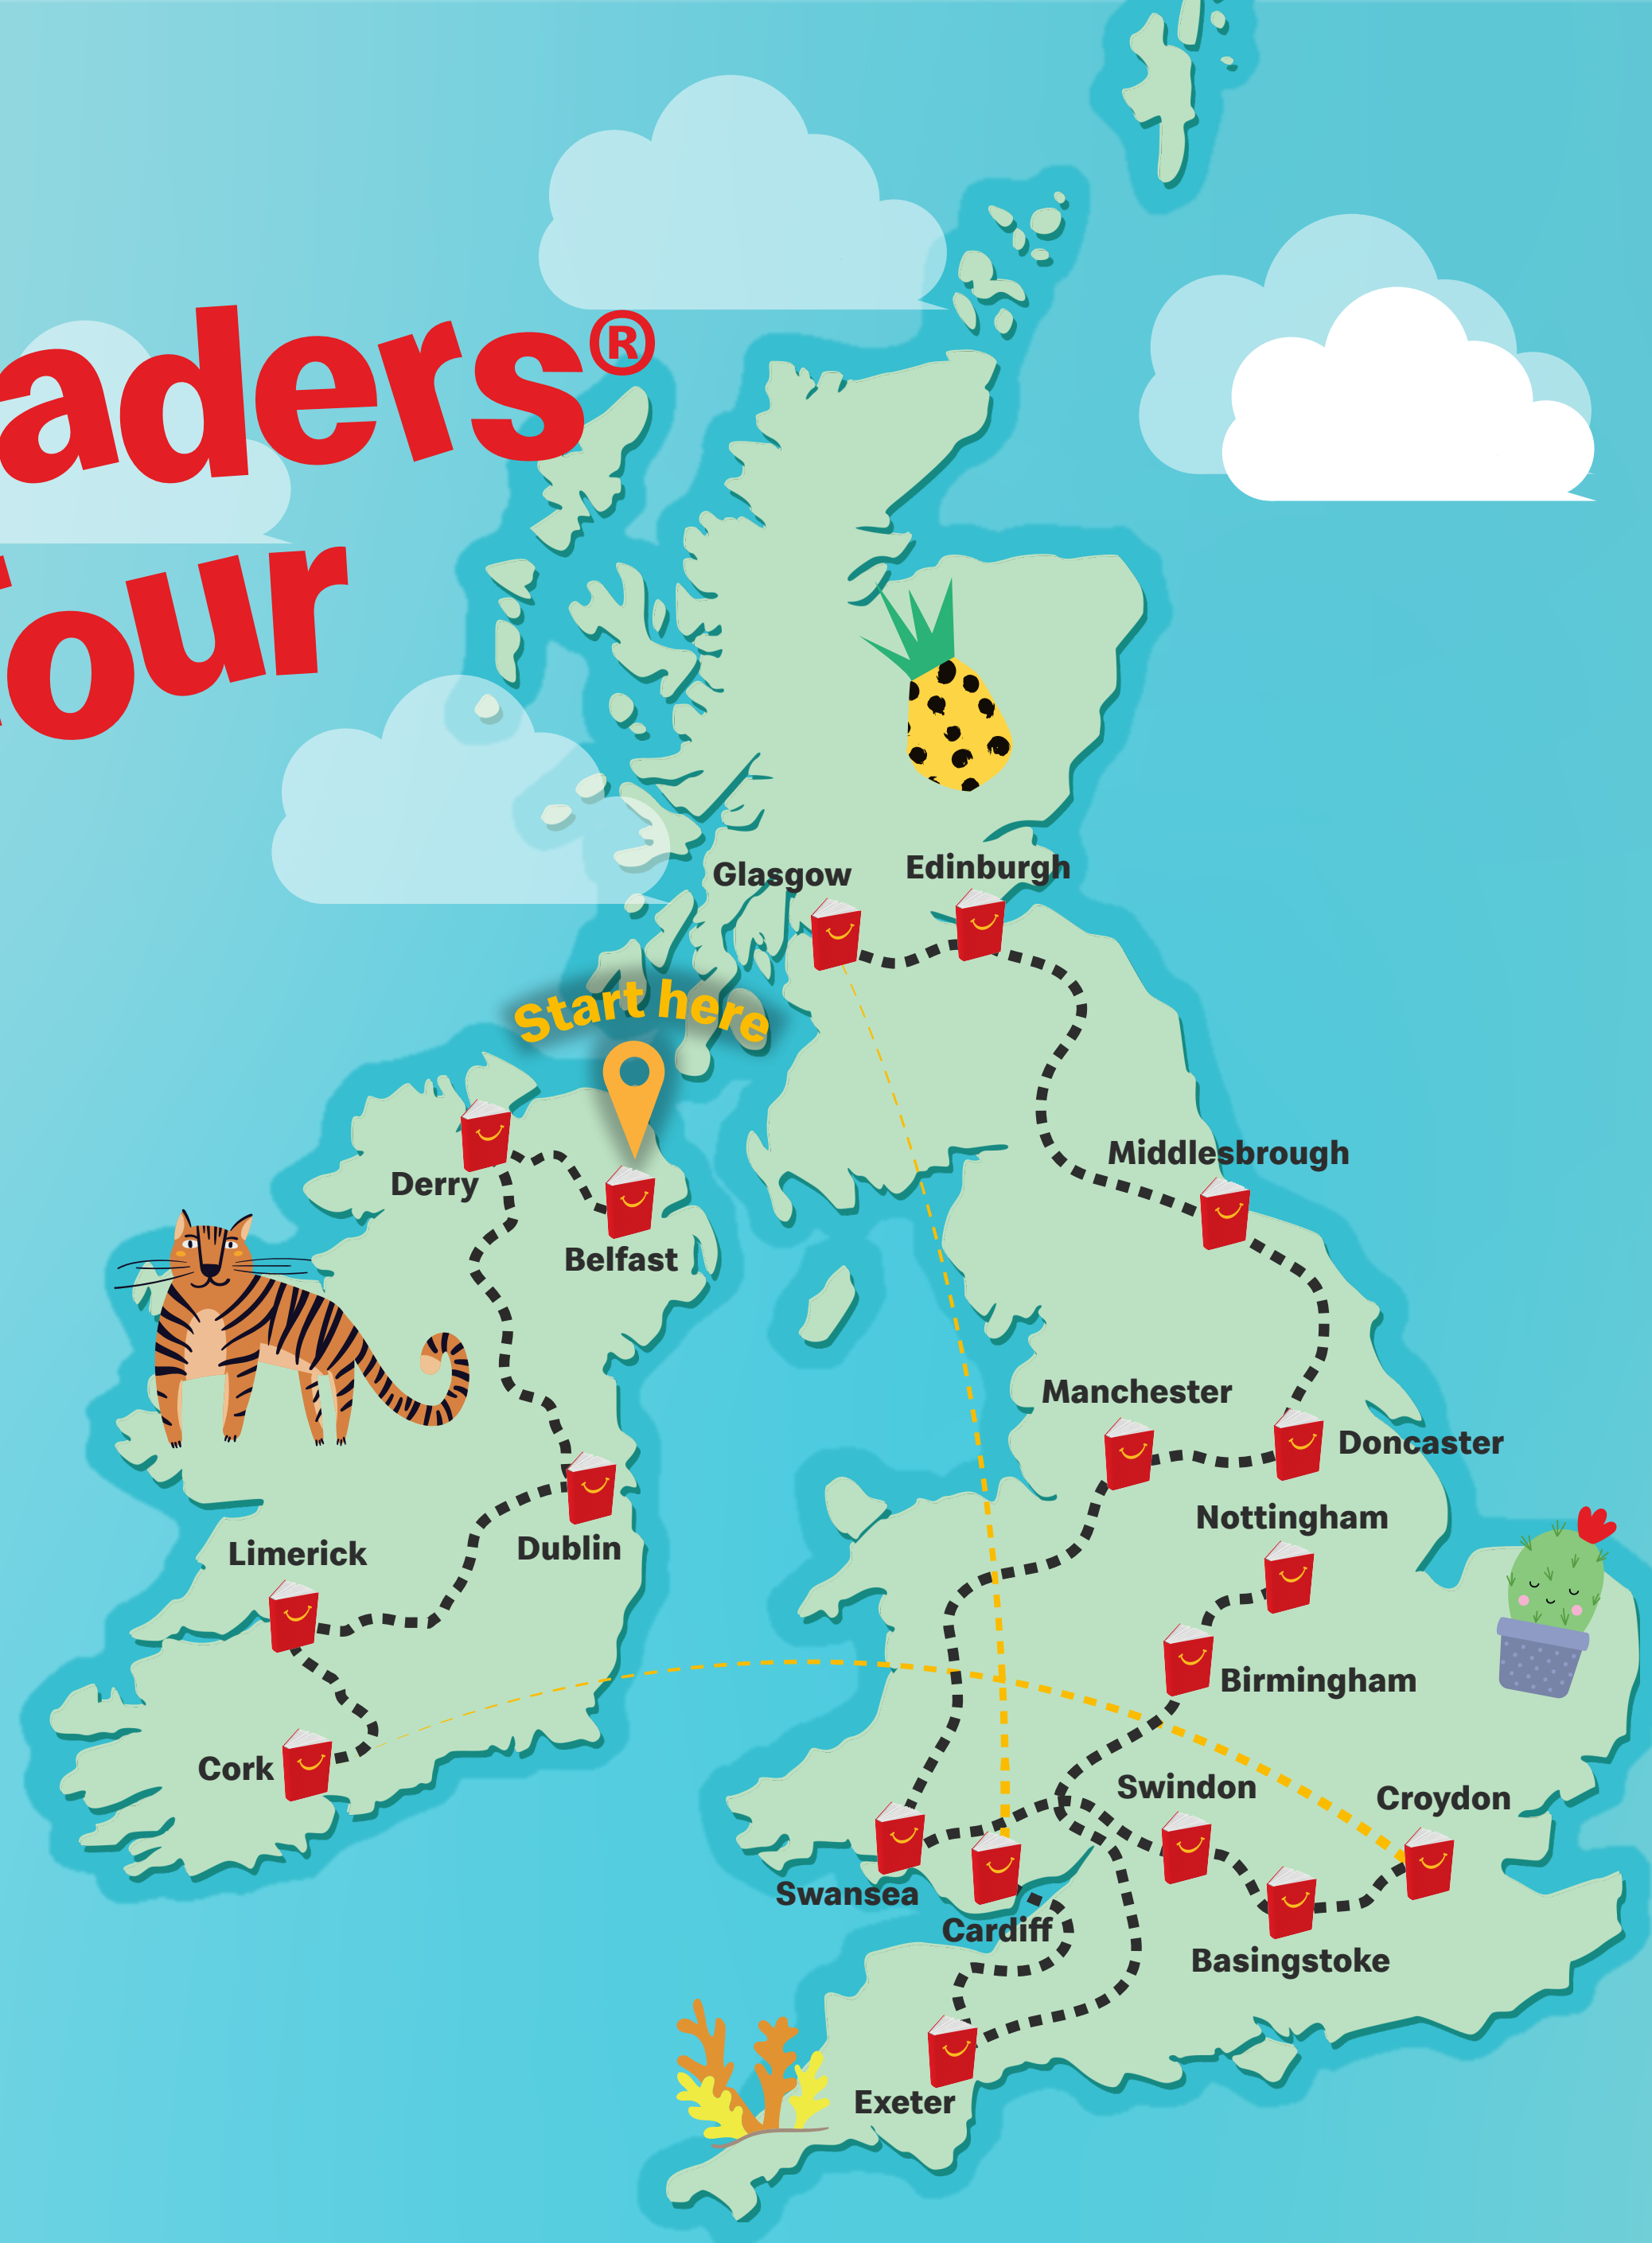 aders®
Tour
Glasgow
Edinburgh
Start here
Middlesbrough
Derry
Belfast
Manchester
Doncaster
Nottingham
Limerick
Dublin
Birmingham
Cork
Swindon
Croydon
Swansea
Cardiff
Basingstoke
Exeter